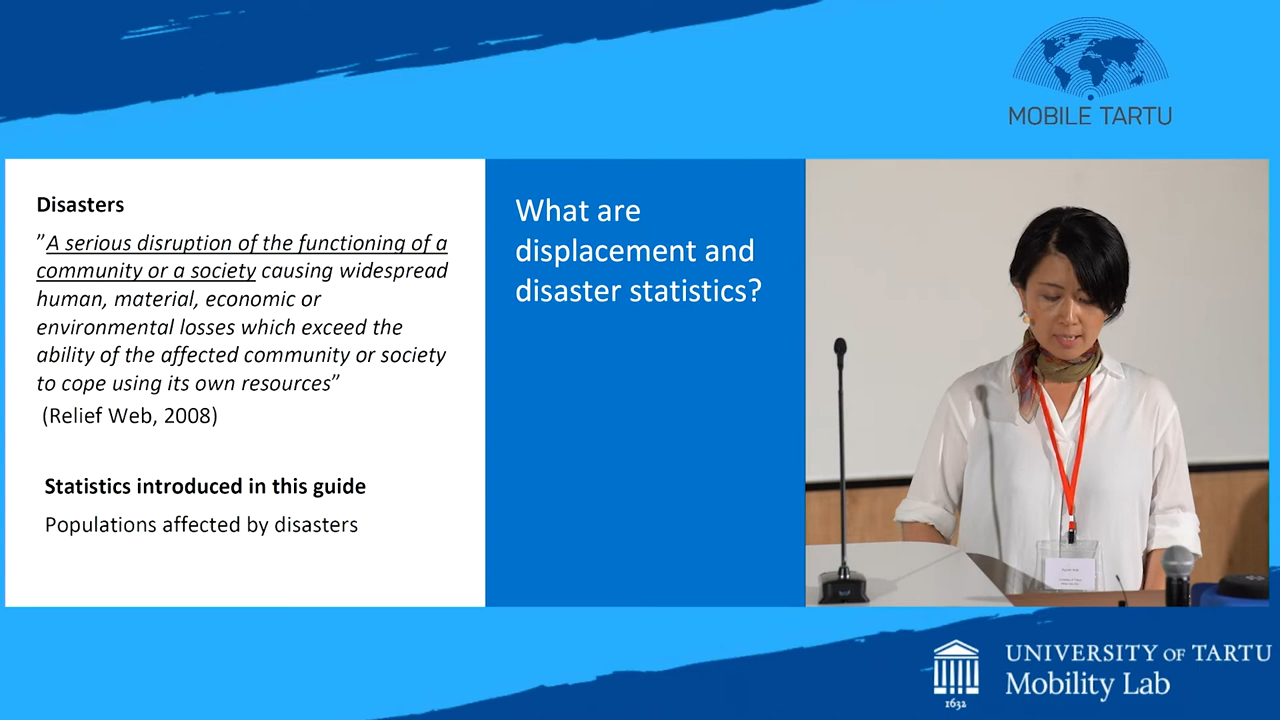 MOBILE TARTU
Disasters
”A serious disruption of the functioning of a
community or a society causing widespread
human, material, economic or
environmental losses which exceed the
ability of the affected community or society
to cope using its own resources”
(Relief Web, 2008)
Statistics introduced in this guide
Populations affected by disasters
What are
displacement and
disaster statistics?
1632
UNIVERSITY OF TARTU
Mobility Lab